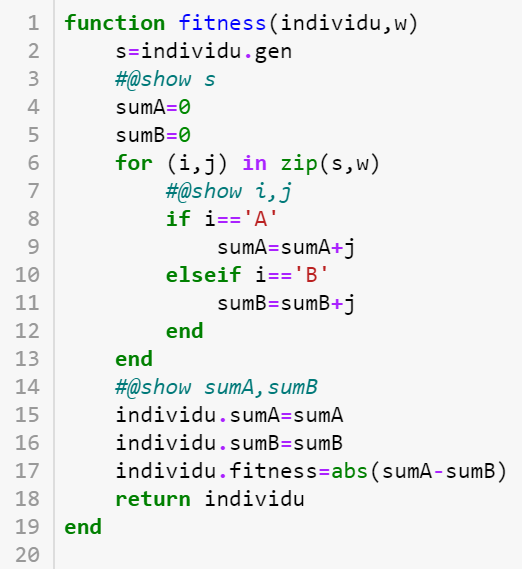 1 function fitness(individu,w)
2     s=individu.gen
3     #@show s
4     sumA=0
5     sumB=0
6     for (i,j) in zip(s,w)
7         #@show i,j
8         if i=='A'
9             sumA=sumA+j
10         elseif i=='B'
11             sumB=sumB+j
12         end
13     end
14     #@show sumA,sumB
15     individu.sumA=sumA
16     individu.sumB=sumB
17     individu.fitness=abs(sumA-sumB)
18     return individu
19 end
20